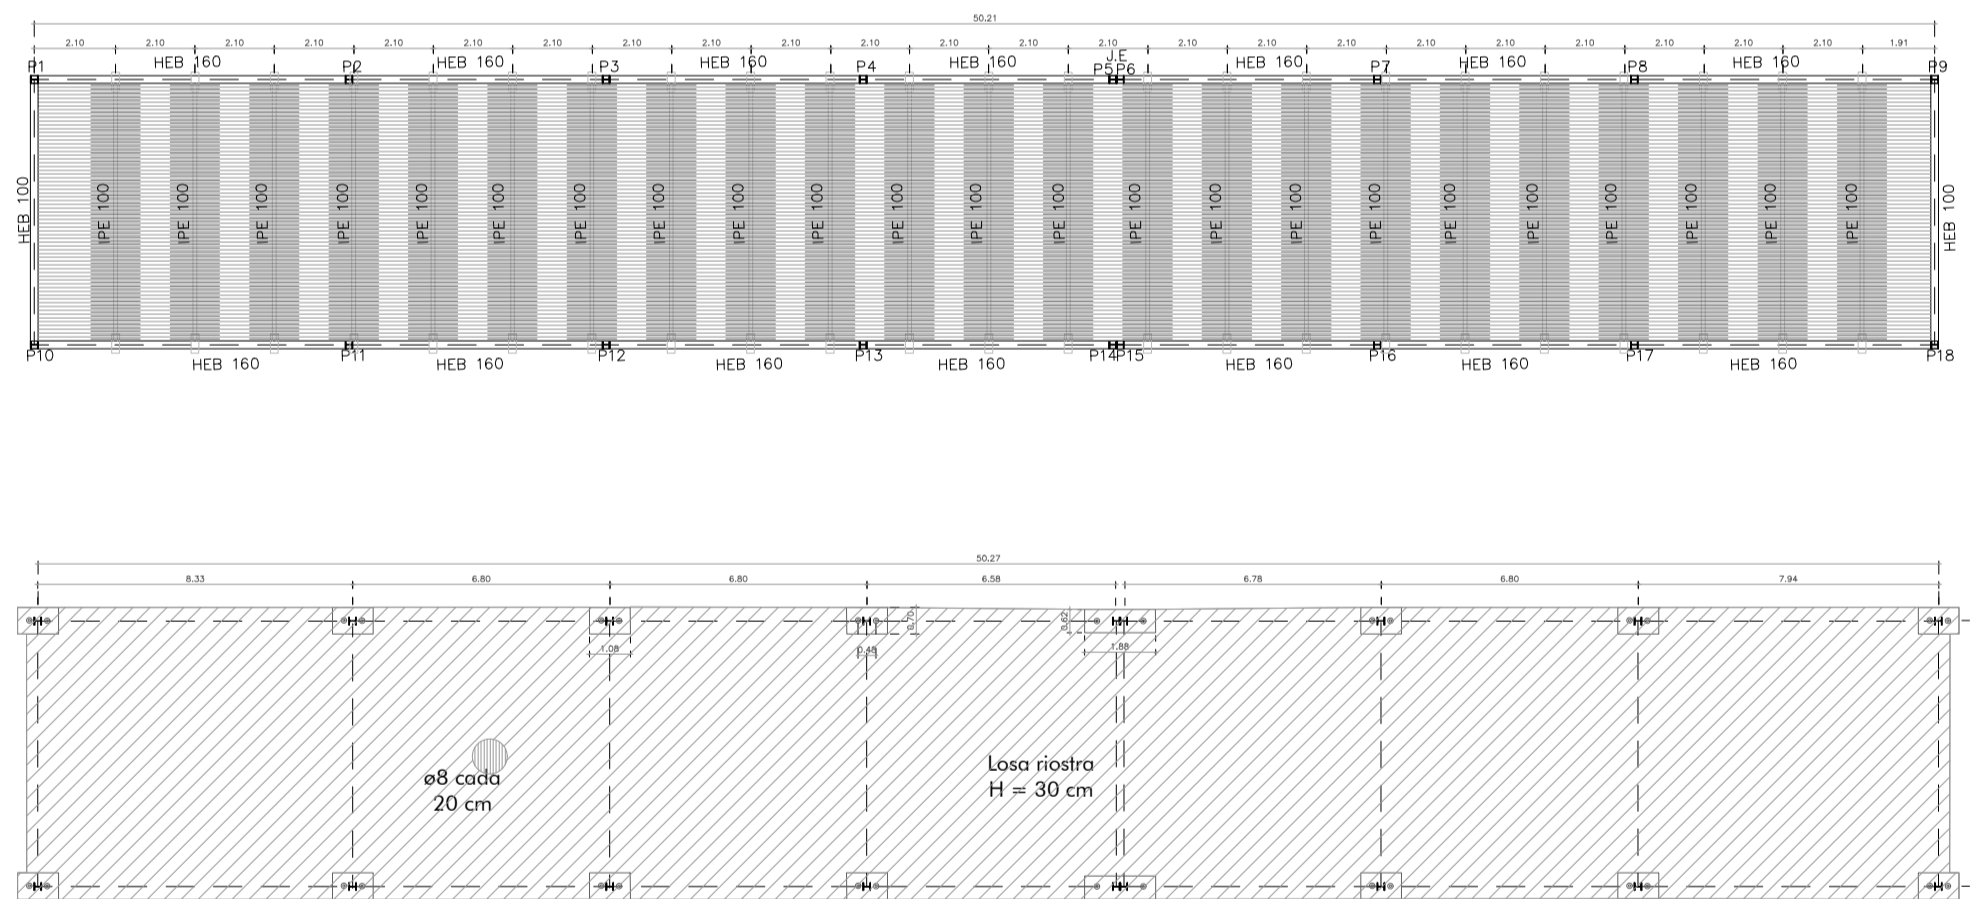 50.21
2.10 2.10 2.10 2.10 2.10 2.10 2.10 2.10 2.10 2.10 2.10 2.10 2.10 2.10 2.10 2.10 2.10 2.10 2.10 2.10 2.10 2.10 2.10 1.91
J.E
P1 HEB 160 P2 HEB 160 P3 HEB 160 P4 HEB 160 P5 P6 HEB 160 P7 HEB 160 P8 HEB 160 P9
HEB 100 IPE 100 IPE 100 IPE 100 IPE 100 IPE 100 IPE 100 IPE 100 IPE 100 IPE 100 IPE 100 IPE 100 IPE 100 IPE 100 IPE 100 IPE 100 IPE 100 IPE 100 IPE 100 IPE 100 IPE 100 IPE 100 IPE 100 IPE 100 HEB 100
P10 P11 P12 P13 P14 P15 P16 P17 P18
HEB 160 HEB 160 HEB 160 HEB 160 HEB 160 HEB 160 HEB 160
50.27
8.33 6.80 6.80 6.58 6.78 6.80 7.94
0.70 0.62
1.08 0.48 1.88
ø8 cada
20 cm
Losa riostra
H = 30 cm